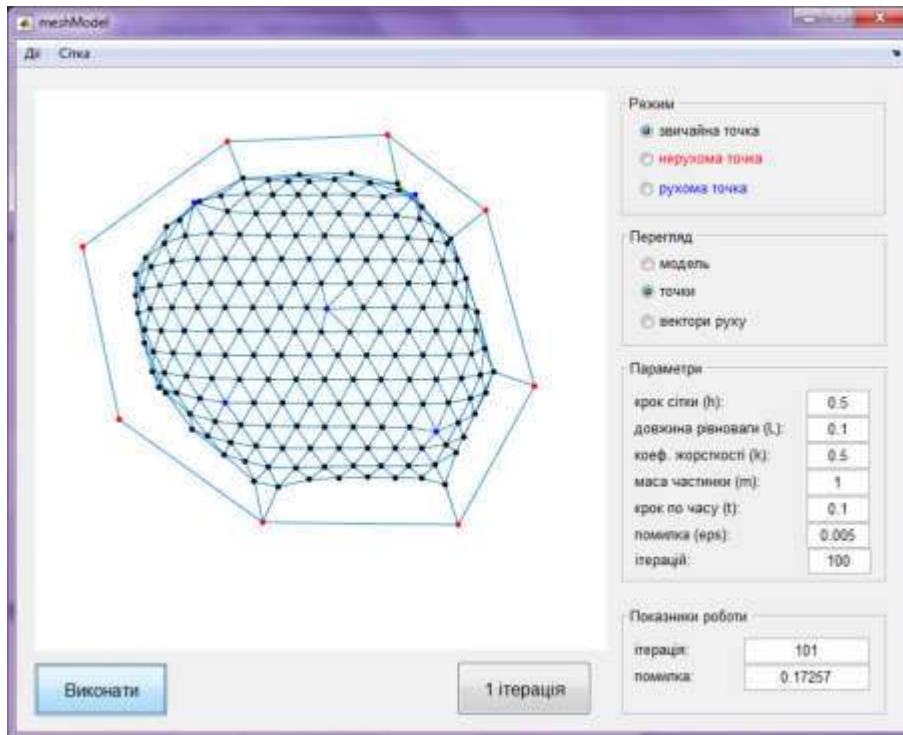 meshModel
Дії Сітка
Режим
звичайна точка
нерухома точка
рухома точка
Перегляд
модель
точки
вектори руху
Параметри
крок сітки (h): 0.5
довжина рівноваги (L): 0.1
коеф. жорсткості (k): 0.5
маса частинки (m): 1
крок по часу (t): 0.1
помилка (eps): 0.005
ітерацій: 100
Показники роботи
ітерація: 101
помилка: 0.17257
Виконати
1 ітерація